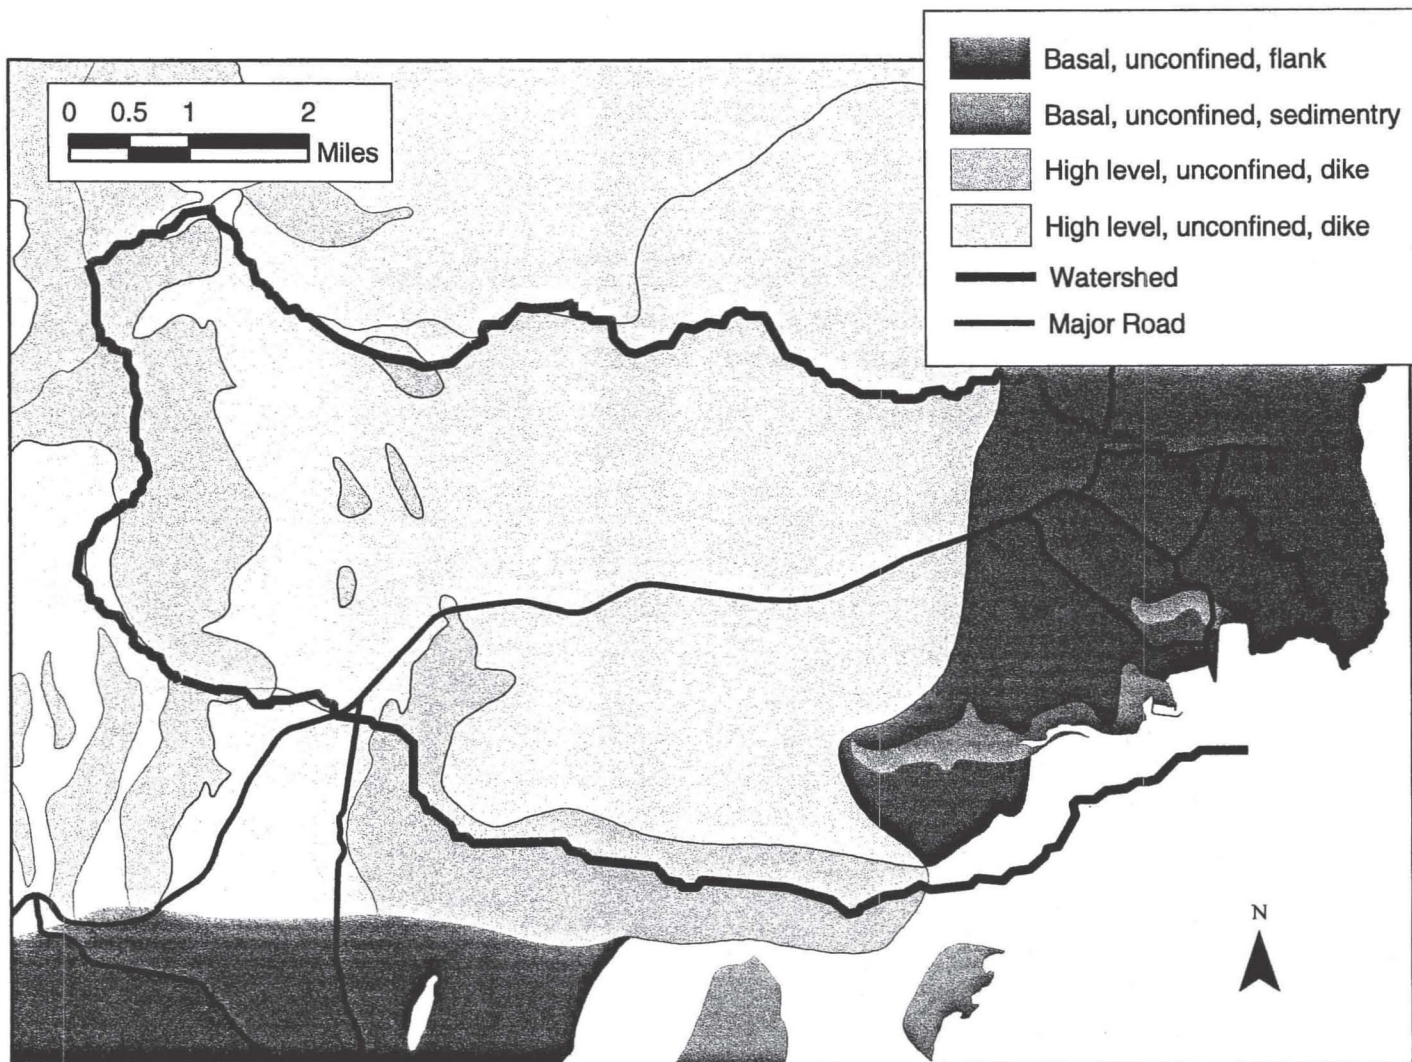 0 0.5 1 2
Miles
Basal, unconfined, flank
Basal, unconfined, sedimentry
High level, unconfined, dike
High level, unconfined, dike
Watershed
Major Road
N